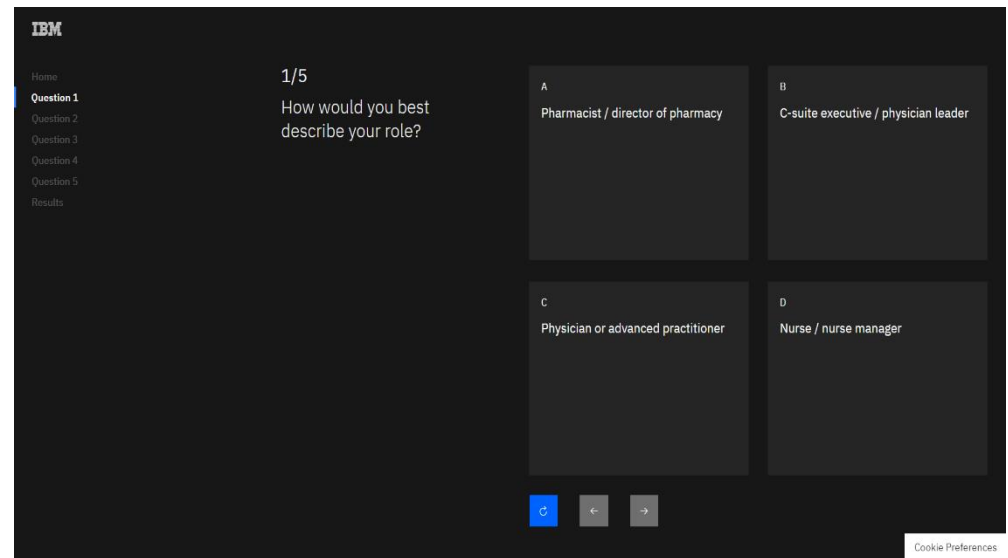 IBM
Home
Question 1
Question 2
Question 3
Question 4
Question 5
Results
1/5
How would you best
describe your role?
A
Pharmacist / director of pharmacy
B
C-suite executive / physician leader
C
Physician or advanced practitioner
D
Nurse / nurse manager
Cookie Preferences